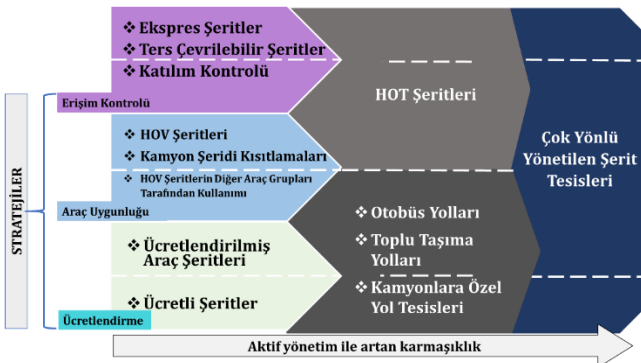 STRATEJİLER
❖ Ekspres Şeritler
❖ Ters Çevrilebilir Şeritler
❖ Katılım Kontrolü
Erişim Kontrolü
❖ HOV Şeritleri
❖ Kamyon Şeridi Kısıtlamaları
❖ HOV Şeritlerin Diğer Araç Grupları
Tarafından Kullanımı
Araç Uygunluğu
❖ Ücretlendirilmiş
Araç Şeritleri
❖ Ücretli Şeritler
Ücretlendirme
HOT Şeritleri
❖ Otobüs Yolları
❖ Toplu Taşıma
Yolları
❖ Kamyonlara Özel
Yol Tesisleri
Çok Yönlü
Yönetilen Şerit
Tesisleri
Aktif yönetim ile artan karmaşıklık